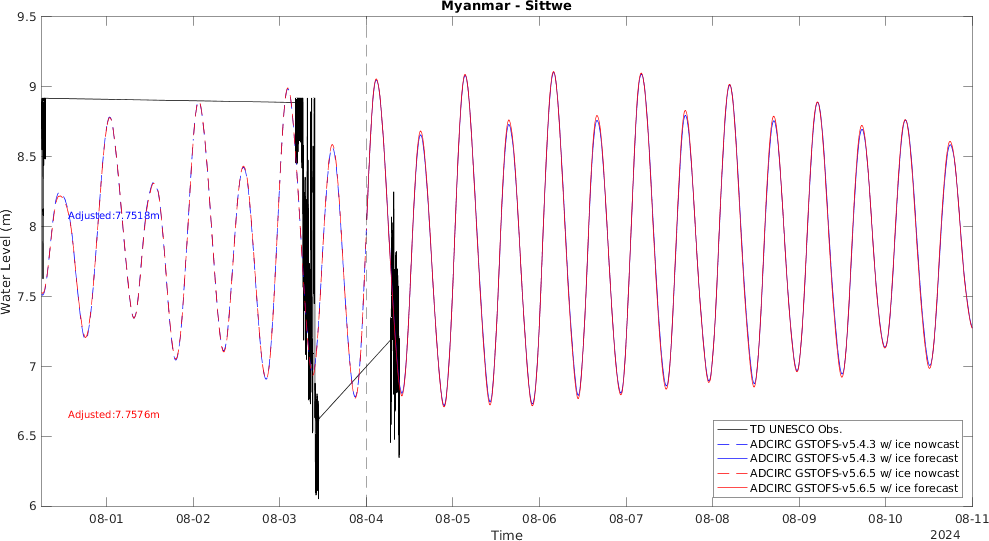 Myanmar - Sittwe
9.5
9
8.5
8
7.5
7
6.5
6
Water Level (m)
Adjusted:7.7518m
Adjusted:7.7576m
TD UNESCO Obs.
ADCIRC GSTOFS-v5.4.3 w/ ice nowcast
ADCIRC GSTOFS-v5.4.3 w/ ice forecast
ADCIRC GSTOFS-v5.6.5 w/ ice nowcast
ADCIRC GSTOFS-v5.6.5 w/ ice forecast
08-01 08-02 08-03 08-04 08-05 08-06 08-07 08-08 08-09 08-10 08-11
Time
2024